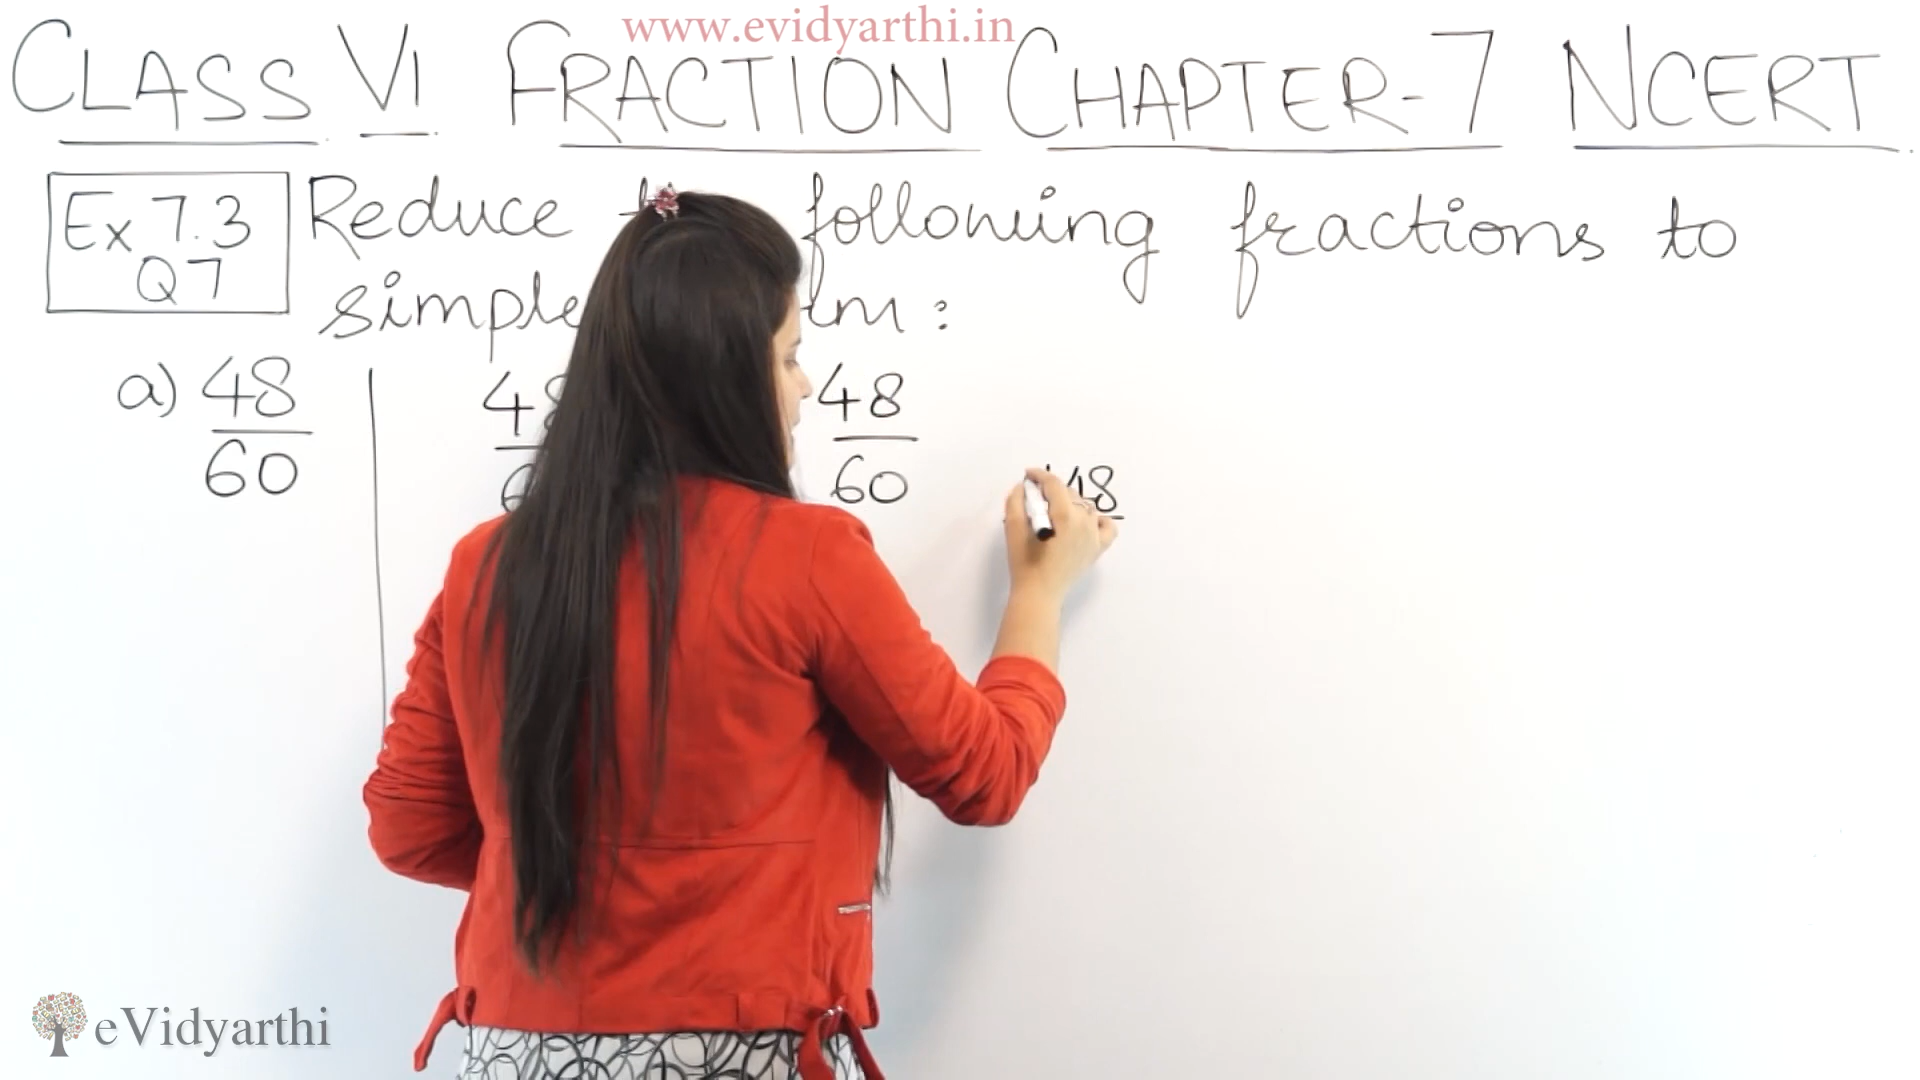 www.evidyarthi.in
CLASS VI FRACTION CHAPTER-7 NCERT
Ex 7.3 Reduce following fractions to
Q7
a) 48/60
48
60
48
eVidyarthi